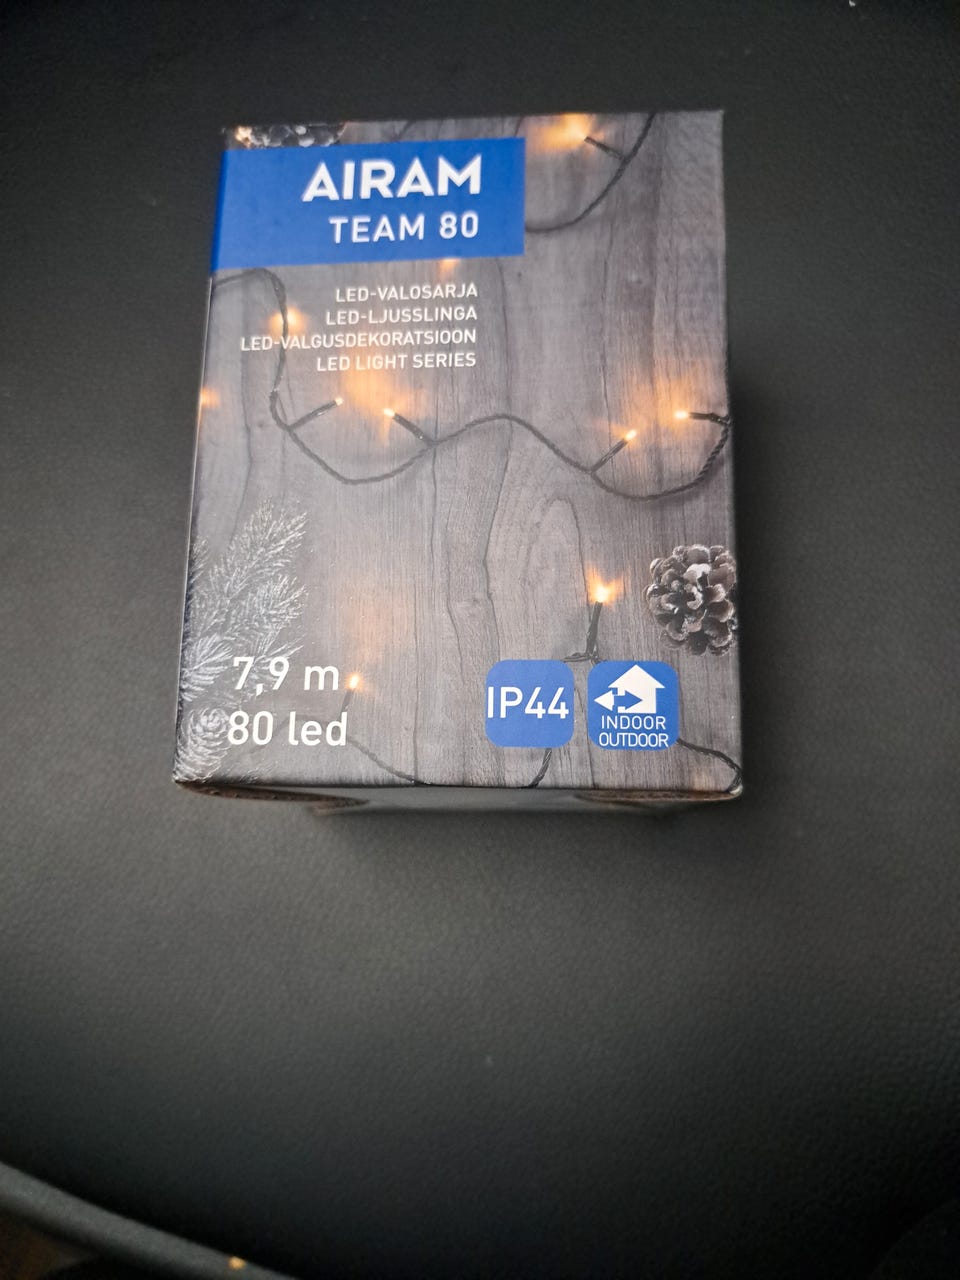 AIRAM
TEAM 80
LED-VALOSARJA
LED-LJUSSLINGA
LED-VALGUSDEKORATSIOON
LED LIGHT SERIES
7,9 m
80 led
IP44
INDOOR
OUTDOOR